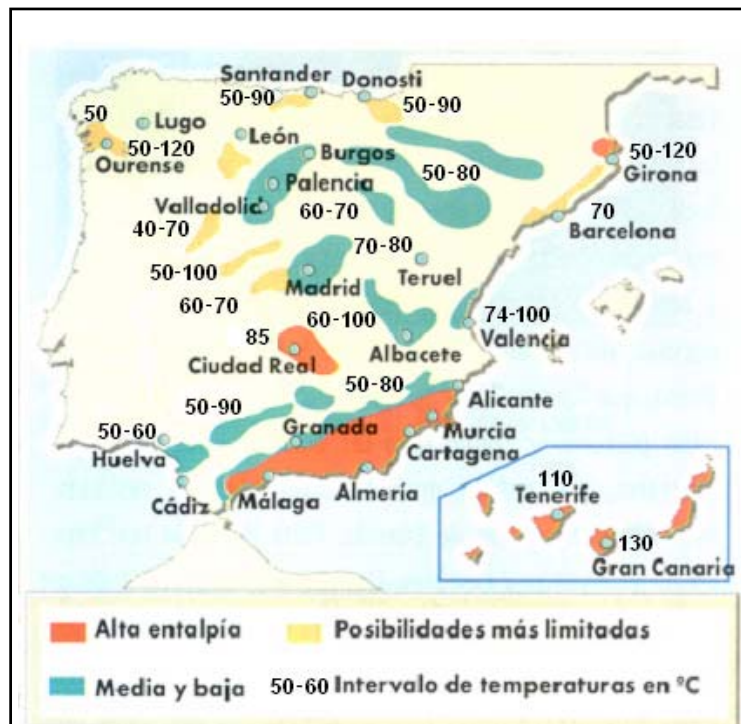 Santander
Donosti
50-90
50-90
50
Lugo
León
50-120
Ourense
Burgos
50-120
Girona
50-80
Palencia
Valladolid
60-70
40-70
70
Barcelona
70-80
Teruel
50-100
Madrid
60-70
60-100
74-100
Valencia
85
Ciudad Real
Albacete
50-80
Alicante
50-90
Granada
Murcia
Cartagena
50-60
Huelva
Cádiz
Málaga
Almería
110
Tenerife
130
Gran Canaria
Alta entalpía
Posibilidades más limitadas
Media y baja
50-60 Intervalo de temperaturas en ºC